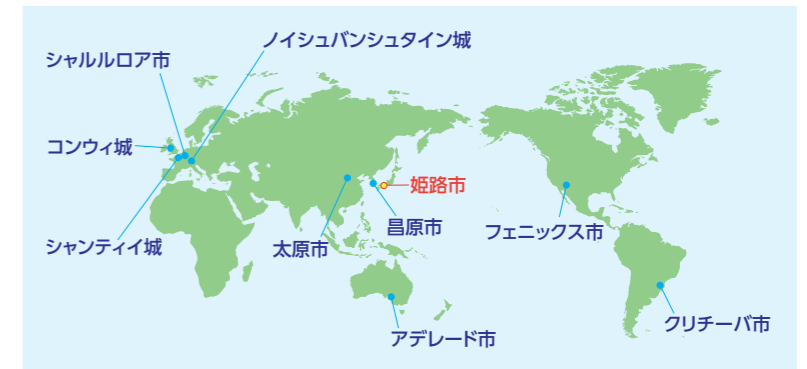 ノイシュバンシュタイン城
シャルルロア市
コンウィ城
シャンティイ城
太原市
昌原市
姫路市
アデレード市
フェニックス市
クリチーバ市